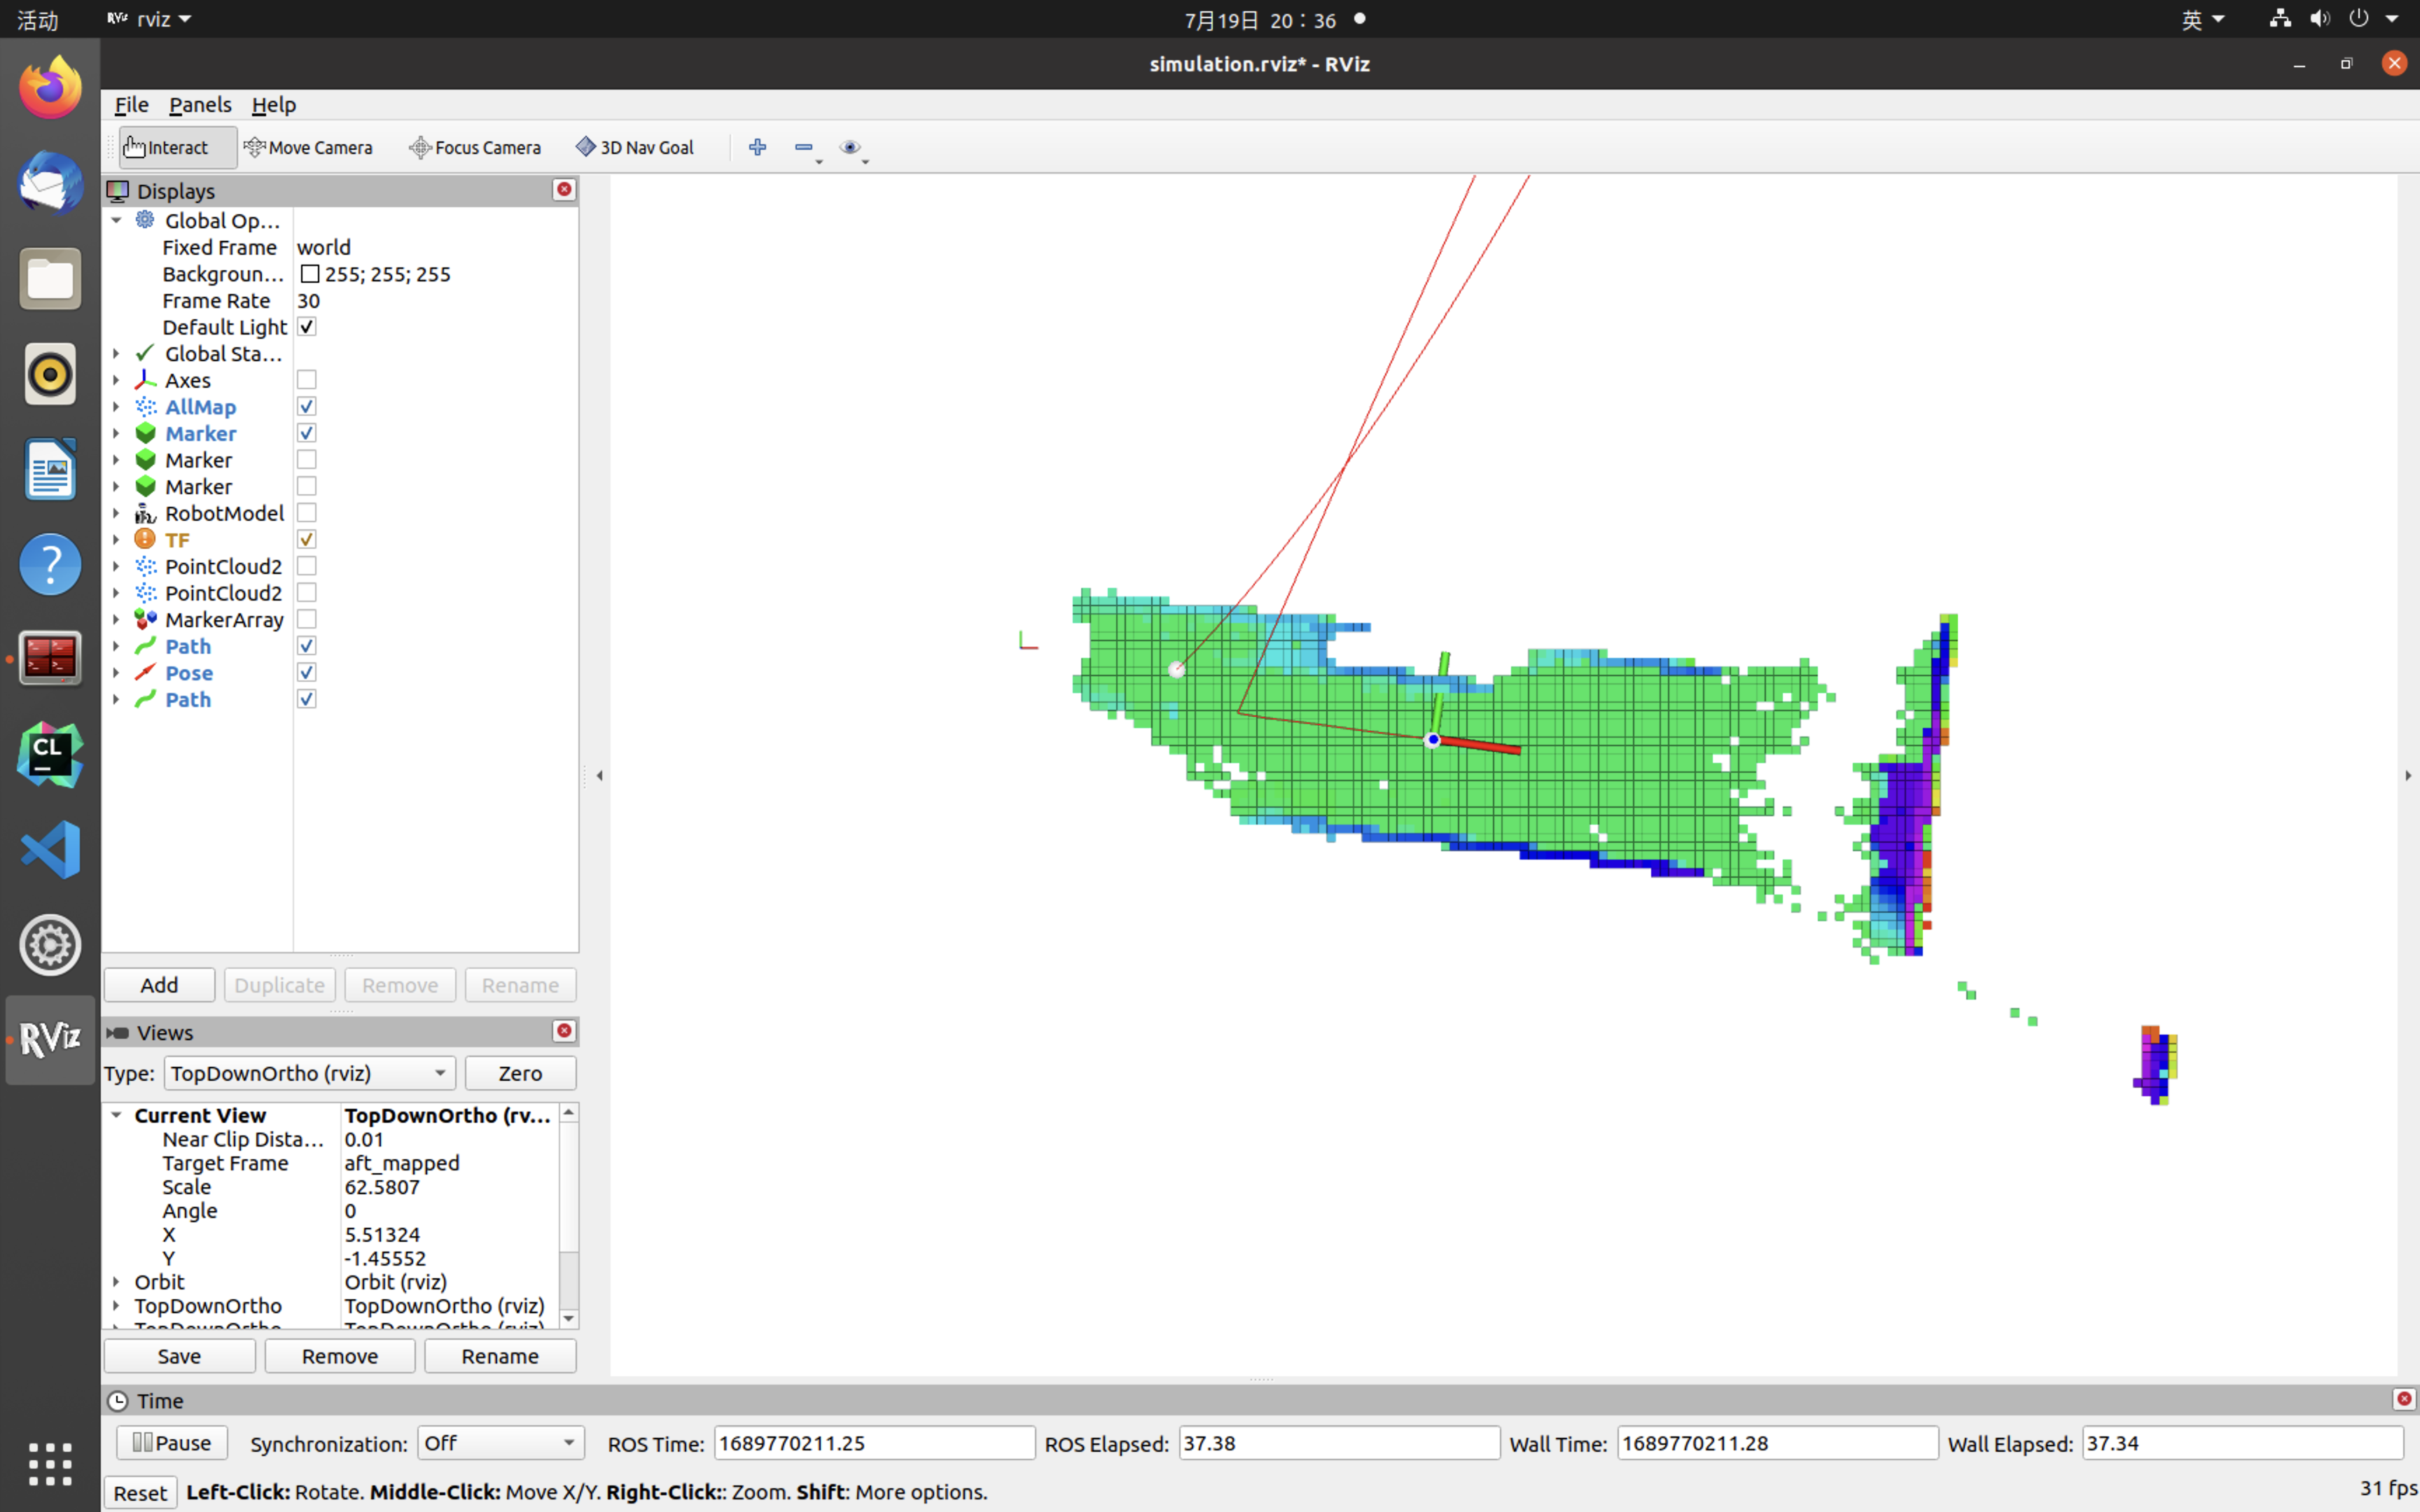 活动 rviz 7月19日 20：36 英
simulation.rviz* - RViz
File Panels Help
Interact Move Camera Focus Camera 3D Nav Goal
Displays
Global Op...
Fixed Frame world
Backgroun... 255; 255; 255
Frame Rate 30
Default Light
Global Sta...
Axes
AllMap
Marker
Marker
Marker
RobotModel
TF
PointCloud2
PointCloud2
MarkerArray
Path
Pose
Path
Add Duplicate Remove Rename
Views
Type: TopDownOrtho (rviz) Zero
Current View TopDownOrtho (rv...
Near Clip Dista... 0.01
Target Frame aft_mapped
Scale 62.5807
Angle 0
X 5.51324
Y -1.45552
Orbit Orbit (rviz)
TopDownOrtho TopDownOrtho (rviz)
TopDownOrtho TopDownOrtho (rviz)
Save Remove Rename
Time
Pause Synchronization: Off ROS Time: 1689770211.25 ROS Elapsed: 37.38 Wall Time: 1689770211.28 Wall Elapsed: 37.34
Reset Left-Click: Rotate. Middle-Click: Move X/Y. Right-Click:: Zoom. Shift: More options. 31 fps
CL
RViz